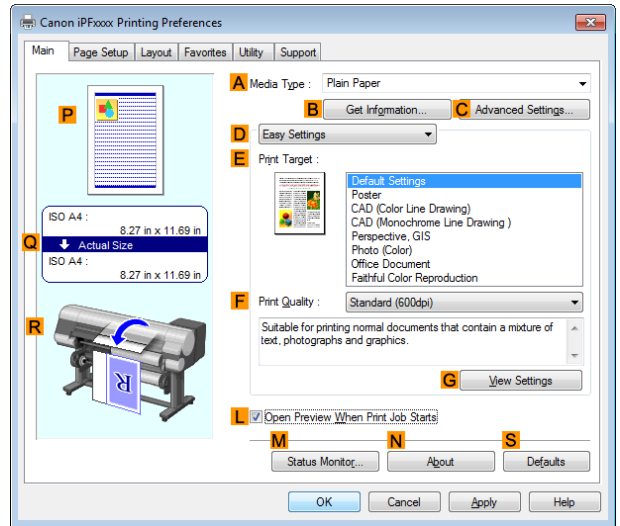 Canon iPFxxxx Printing Preferences
Main Page Setup Layout Favorites Utility Support
A Media Type : Plain Paper
B Get Information... C Advanced Settings...
D Easy Settings
E Print Target :
Default Settings
Poster
CAD (Color Line Drawing)
CAD (Monochrome Line Drawing )
Perspective, GIS
Photo (Color)
Office Document
Faithful Color Reproduction
P
ISO A4 :
8.27 in x 11.69 in
Q Actual Size
ISO A4 :
8.27 in x 11.69 in
R
R
F Print Quality : Standard (600dpi)
Suitable for printing normal documents that contain a mixture of
text, photographs and graphics.
G View Settings
L Open Preview When Print Job Starts
M N S
Status Monitor... About Defaults
OK Cancel Apply Help